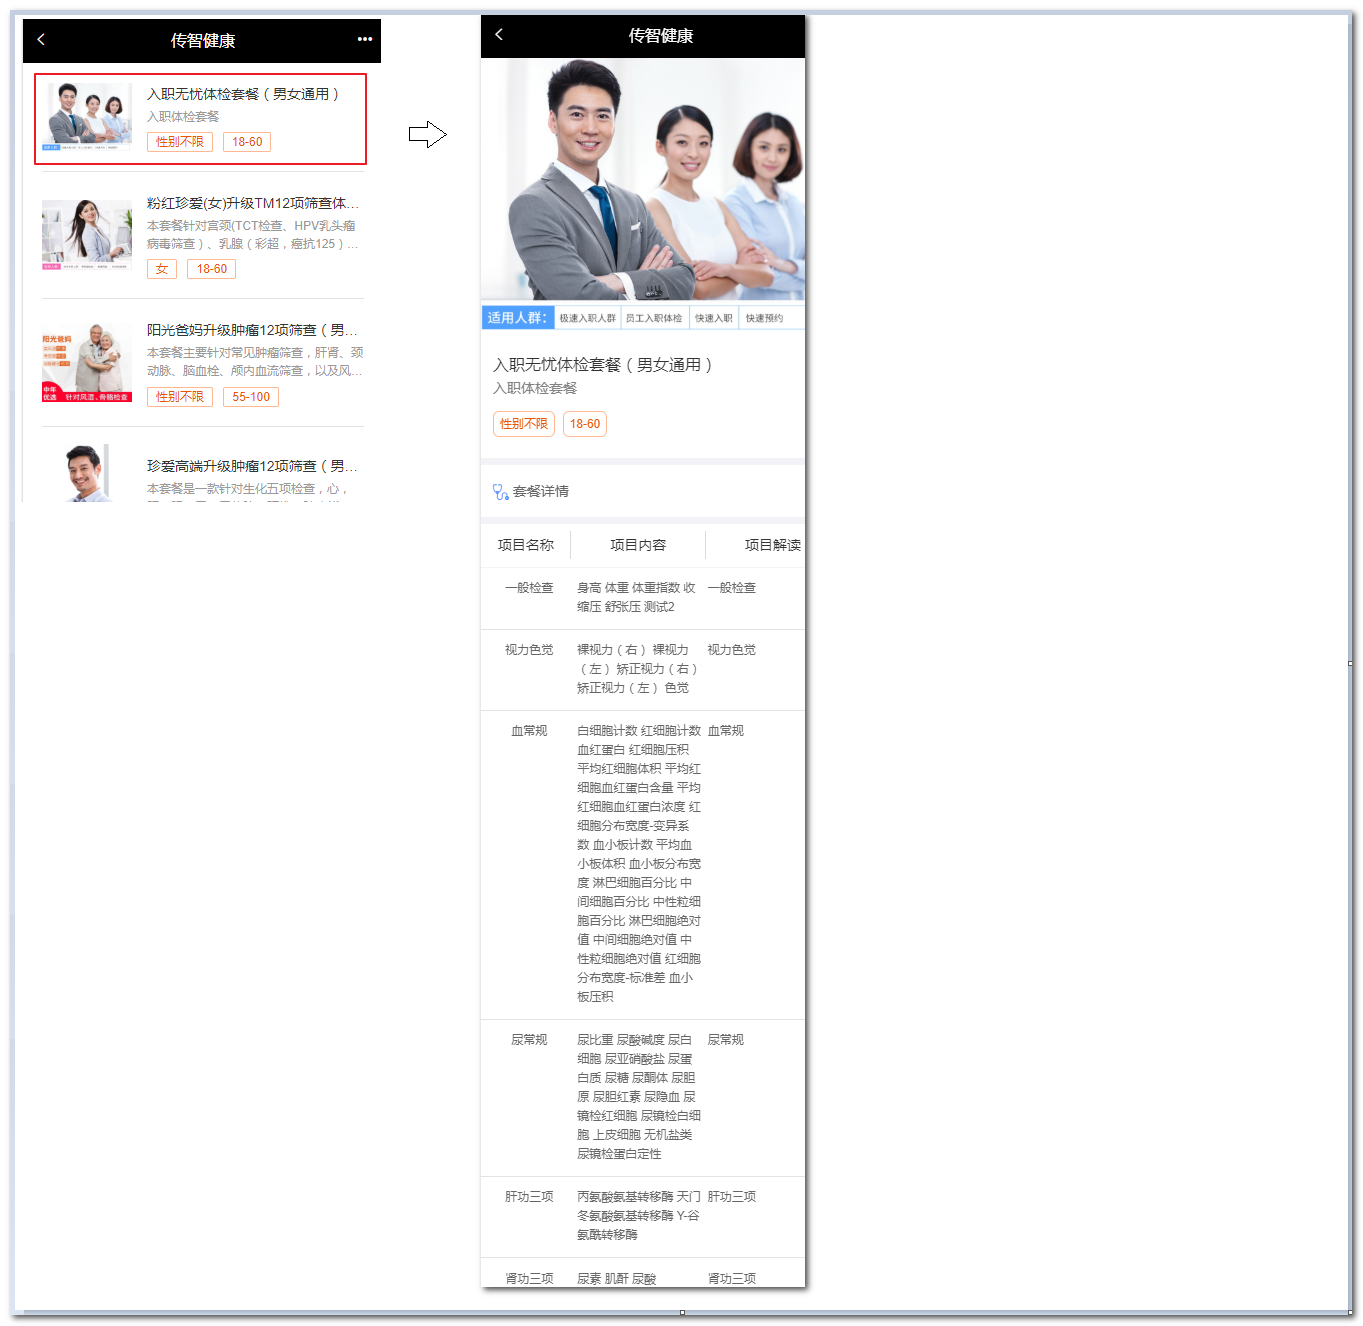 传智健康
入职无忧体检套餐（男女通用）
入职体检套餐
性别不限 18-60
粉红珍爱(女)升级TM12项筛查体…
本套餐针对宫颈(TCT检查、HPV乳头瘤
病毒筛查）、乳腺（彩超，癌抗125）…
女 18-60
阳光爸妈
中年
优选 针对风湿、骨骼检查
阳光爸妈升级肿瘤12项筛查（男…
本套餐主要针对常见肿瘤筛查，肝肾、颈
动脉、脑血栓、颅内血流筛查，以及风…
性别不限 55-100
珍爱高端升级肿瘤12项筛查（男…
本套餐是一款针对生化五项检查，心，
传智健康
适用人群： 极速入职人群 员工入职体检 快速入职 快速预约
入职无忧体检套餐（男女通用）
入职体检套餐
性别不限 18-60
套餐详情
项目名称 项目内容 项目解读
一般检查 身高 体重 体重指数 收 一般检查
缩压 舒张压 测试2
视力色觉 裸视力（右） 裸视力 视力色觉
（左） 矫正视力（右）
矫正视力（左） 色觉
血常规 白细胞计数 红细胞计数 血常规
血红蛋白 红细胞压积
平均红细胞体积 平均红
细胞血红蛋白含量 平均
红细胞血红蛋白浓度 红
细胞分布宽度-变异系
数 血小板计数 平均血
小板体积 血小板分布宽
度 淋巴细胞百分比 中
间细胞百分比 中性粒细
胞百分比 淋巴细胞绝对
值 中间细胞绝对值 中
性粒细胞绝对值 红细胞
分布宽度-标准差 血小
板压积
尿常规 尿比重 尿酸碱度 尿白 尿常规
细胞 尿亚硝酸盐 尿蛋
白质 尿糖 尿酮体 尿胆
原 尿胆红素 尿隐血 尿
镜检红细胞 尿镜检白细
胞 上皮细胞 无机盐类
尿镜检蛋白定性
肝功三项 丙氨酸氨基转移酶 天门 肝功三项
冬氨酸氨基转移酶 Y-谷
氨酰转移酶
肾功三项 尿素 肌酐 尿酸 肾功三项